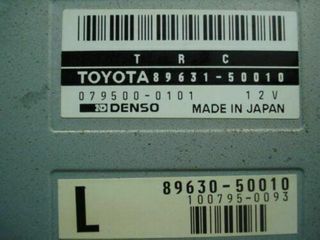 T R C
TOYOTA 89631-50010
079500-0101 12V
DENSO MADE IN JAPAN
L 89630-50010
100795-0093